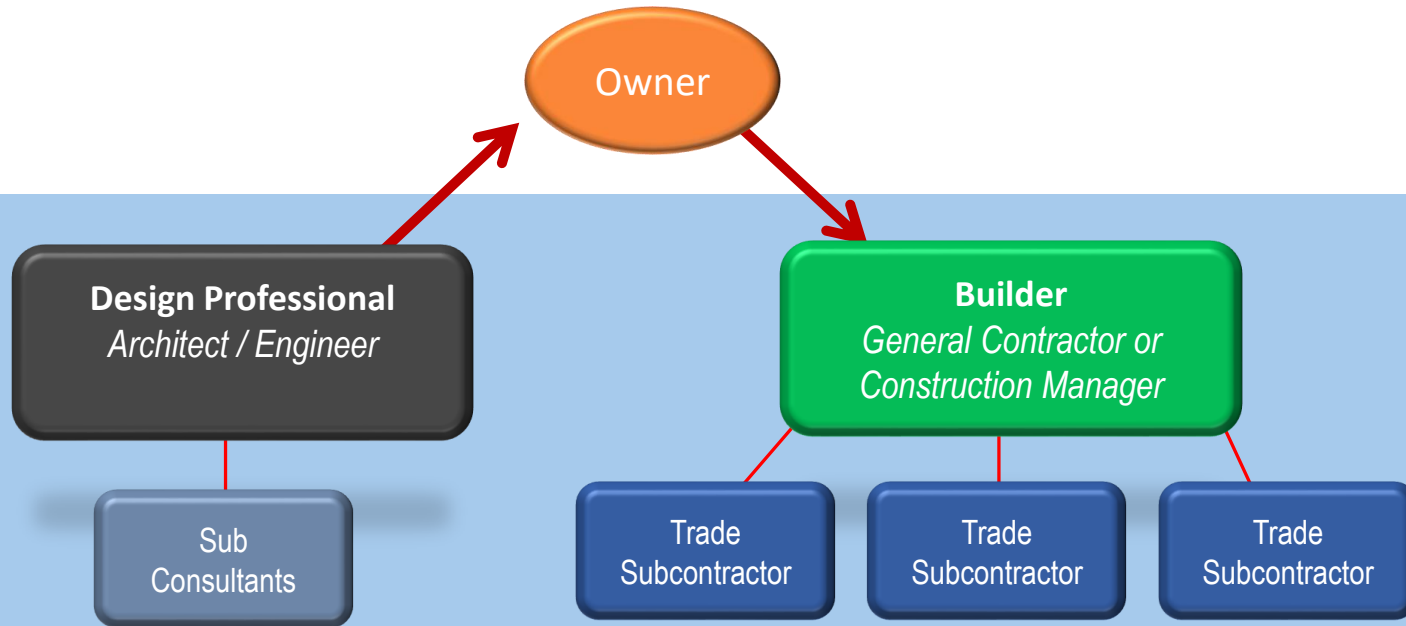 Owner
Design Professional
Architect / Engineer
Builder
General Contractor or
Construction Manager
Sub
Consultants
Trade
Subcontractor
Trade
Subcontractor
Trade
Subcontractor